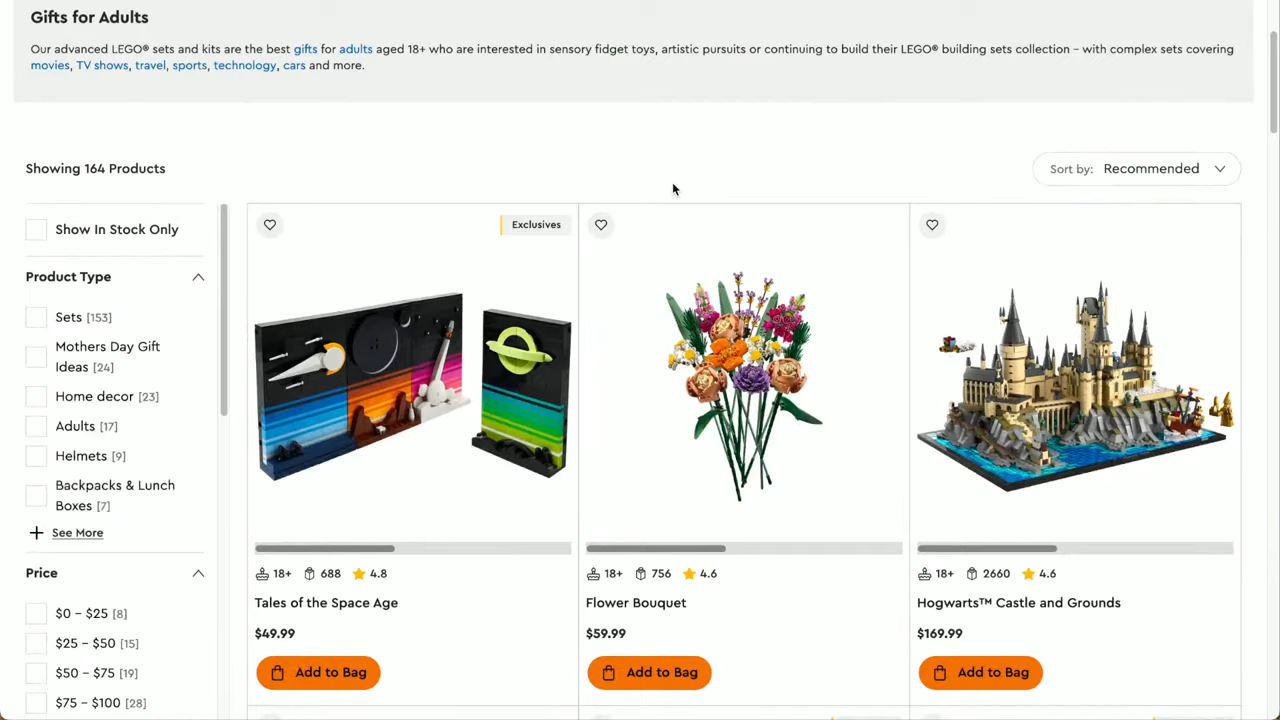 Gifts for Adults
Our advanced LEGO® sets and kits are the best gifts for adults aged 18+ who are interested in sensory fidget toys, artistic pursuits or continuing to build their LEGO® building sets collection – with complex sets covering
movies, TV shows, travel, sports, technology, cars and more.
Showing 164 Products
Sort by: Recommended
Show In Stock Only
Product Type
Sets [153]
Mothers Day Gift
Ideas [24]
Home decor [23]
Adults [17]
Helmets [9]
Backpacks & Lunch
Boxes [7]
See More
Price
$0 – $25 [8]
$25 – $50 [15]
$50 – $75 [19]
$75 – $100 [28]
Exclusives
18+ 688 4.8
Tales of the Space Age
$49.99
Add to Bag
18+ 756 4.6
Flower Bouquet
$59.99
Add to Bag
18+ 2660 4.6
Hogwarts™ Castle and Grounds
$169.99
Add to Bag